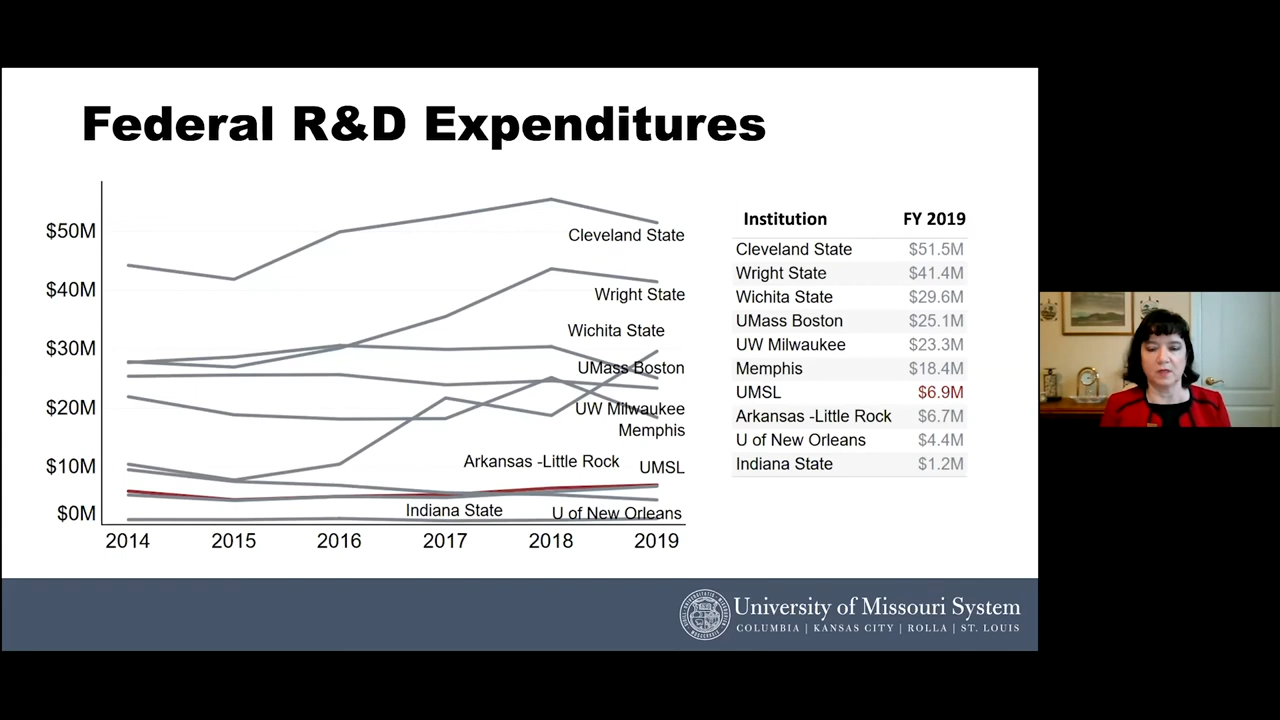 Federal R&D Expenditures
$50M
$40M
$30M
$20M
$10M
$0M
Cleveland State
Wright State
Wichita State
UMass Boston
UW Milwaukee
Memphis
Arkansas -Little Rock
UMSL
Indiana State
U of New Orleans
2014 2015 2016 2017 2018 2019
Institution FY 2019
Cleveland State $51.5M
Wright State $41.4M
Wichita State $29.6M
UMass Boston $25.1M
UW Milwaukee $23.3M
Memphis $18.4M
UMSL $6.9M
Arkansas -Little Rock $6.7M
U of New Orleans $4.4M
Indiana State $1.2M
University of Missouri System
COLUMBIA | KANSAS CITY | ROLLA | ST. LOUIS